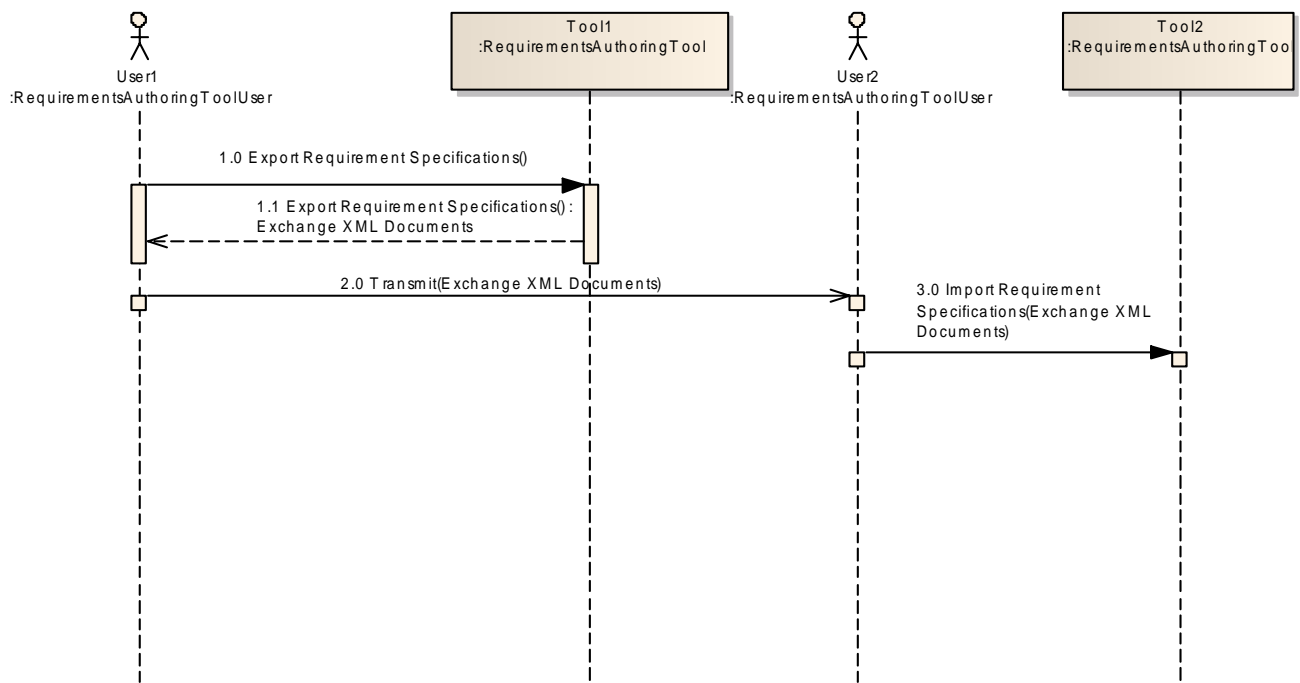 User1
:RequirementsAuthoringToolUser
Tool1
:RequirementsAuthoringTool
User2
:RequirementsAuthoringToolUser
Tool2
:RequirementsAuthoringTool
1.0 Export Requirement Specifications()
1.1 Export Requirement Specifications() :
Exchange XML Documents
2.0 Transmit(Exchange XML Documents)
3.0 Import Requirement
Specifications(Exchange XML
Documents)